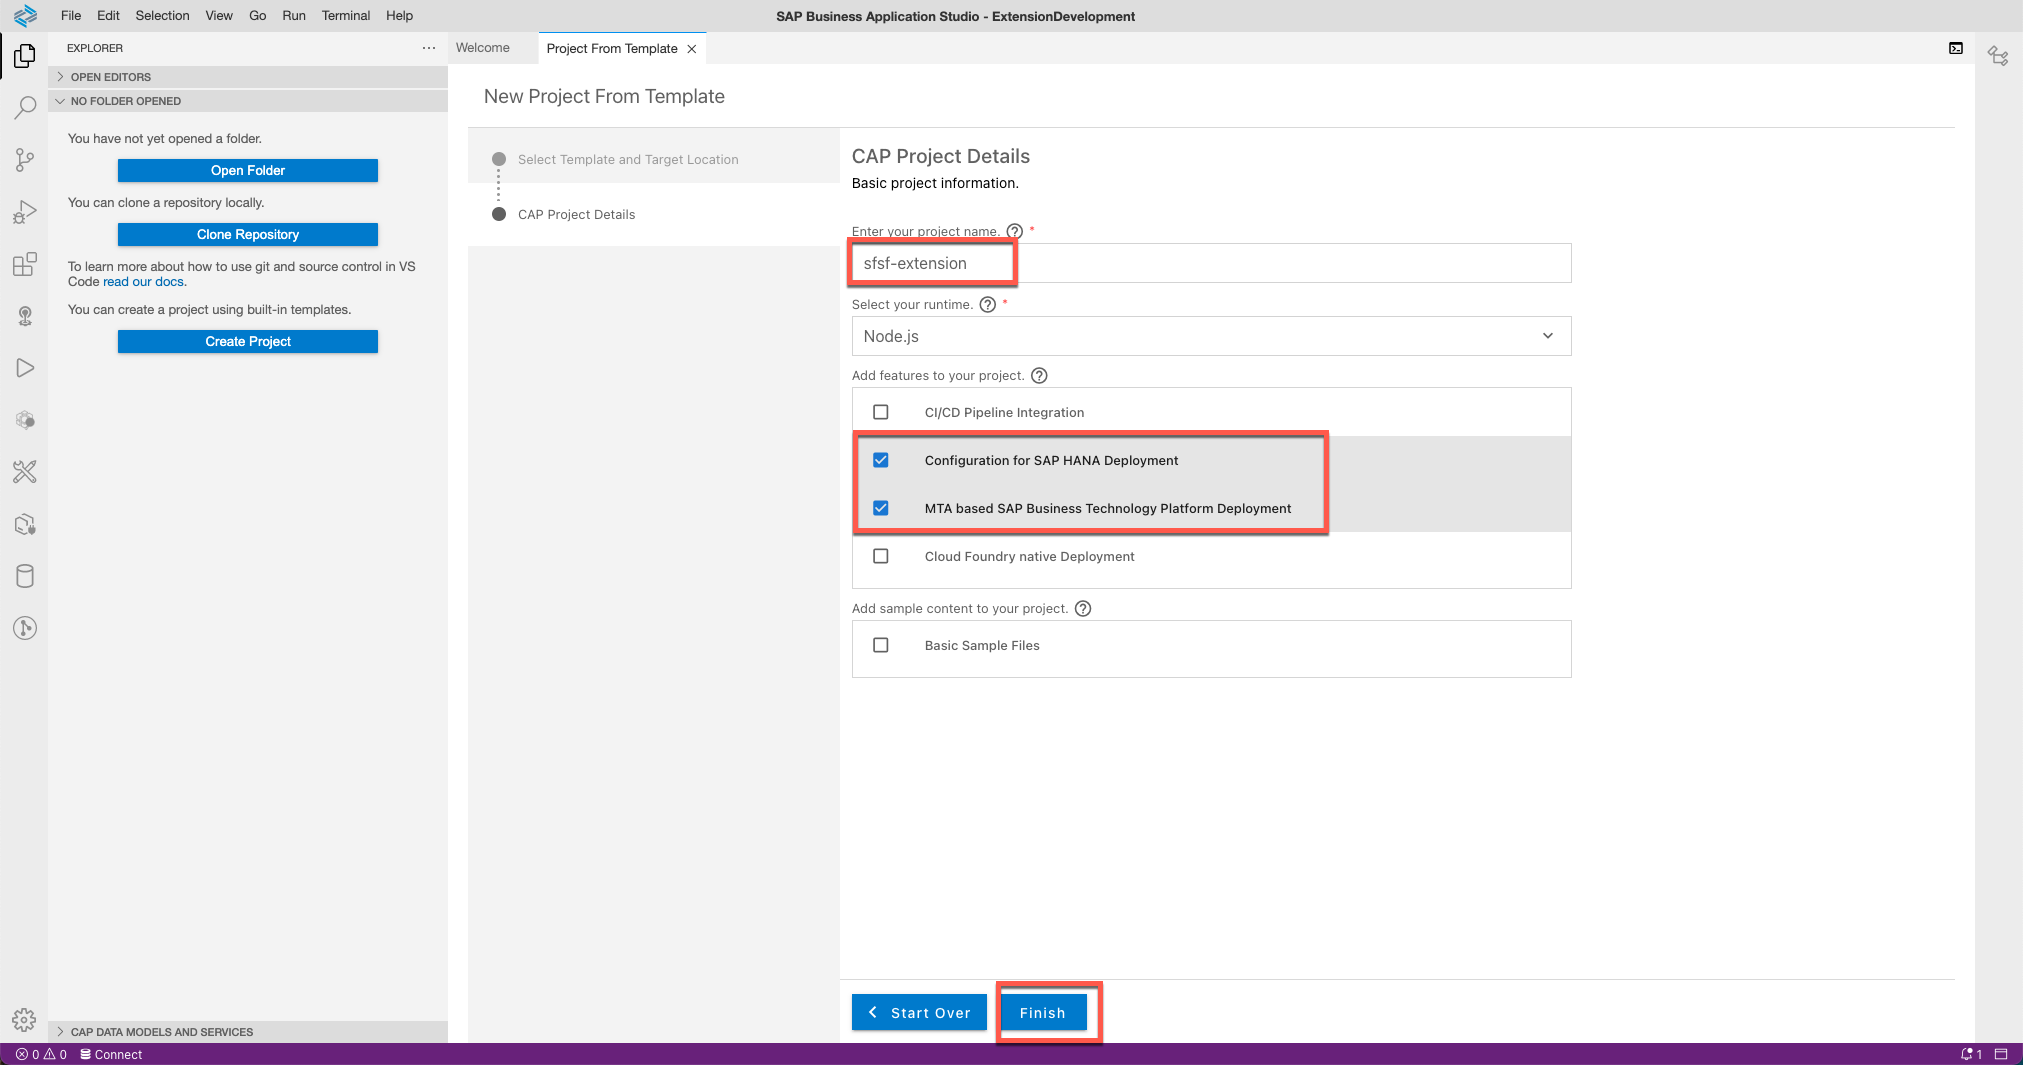 File Edit Selection View Go Run Terminal Help
SAP Business Application Studio - ExtensionDevelopment
EXPLORER
OPEN EDITORS
NO FOLDER OPENED
You have not yet opened a folder.
Open Folder
You can clone a repository locally.
Clone Repository
To learn more about how to use git and source control in VS
Code read our docs.
You can create a project using built-in templates.
Create Project
CAP DATA MODELS AND SERVICES
Welcome
Project From Template
New Project From Template
Select Template and Target Location
CAP Project Details
CAP Project Details
Basic project information.
Enter your project name. ? *
sfsf-extension
Select your runtime. ? *
Node.js
Add features to your project. ?
CI/CD Pipeline Integration
Configuration for SAP HANA Deployment
MTA based SAP Business Technology Platform Deployment
Cloud Foundry native Deployment
Add sample content to your project. ?
Basic Sample Files
Start Over
Finish
0 0 Connect
1